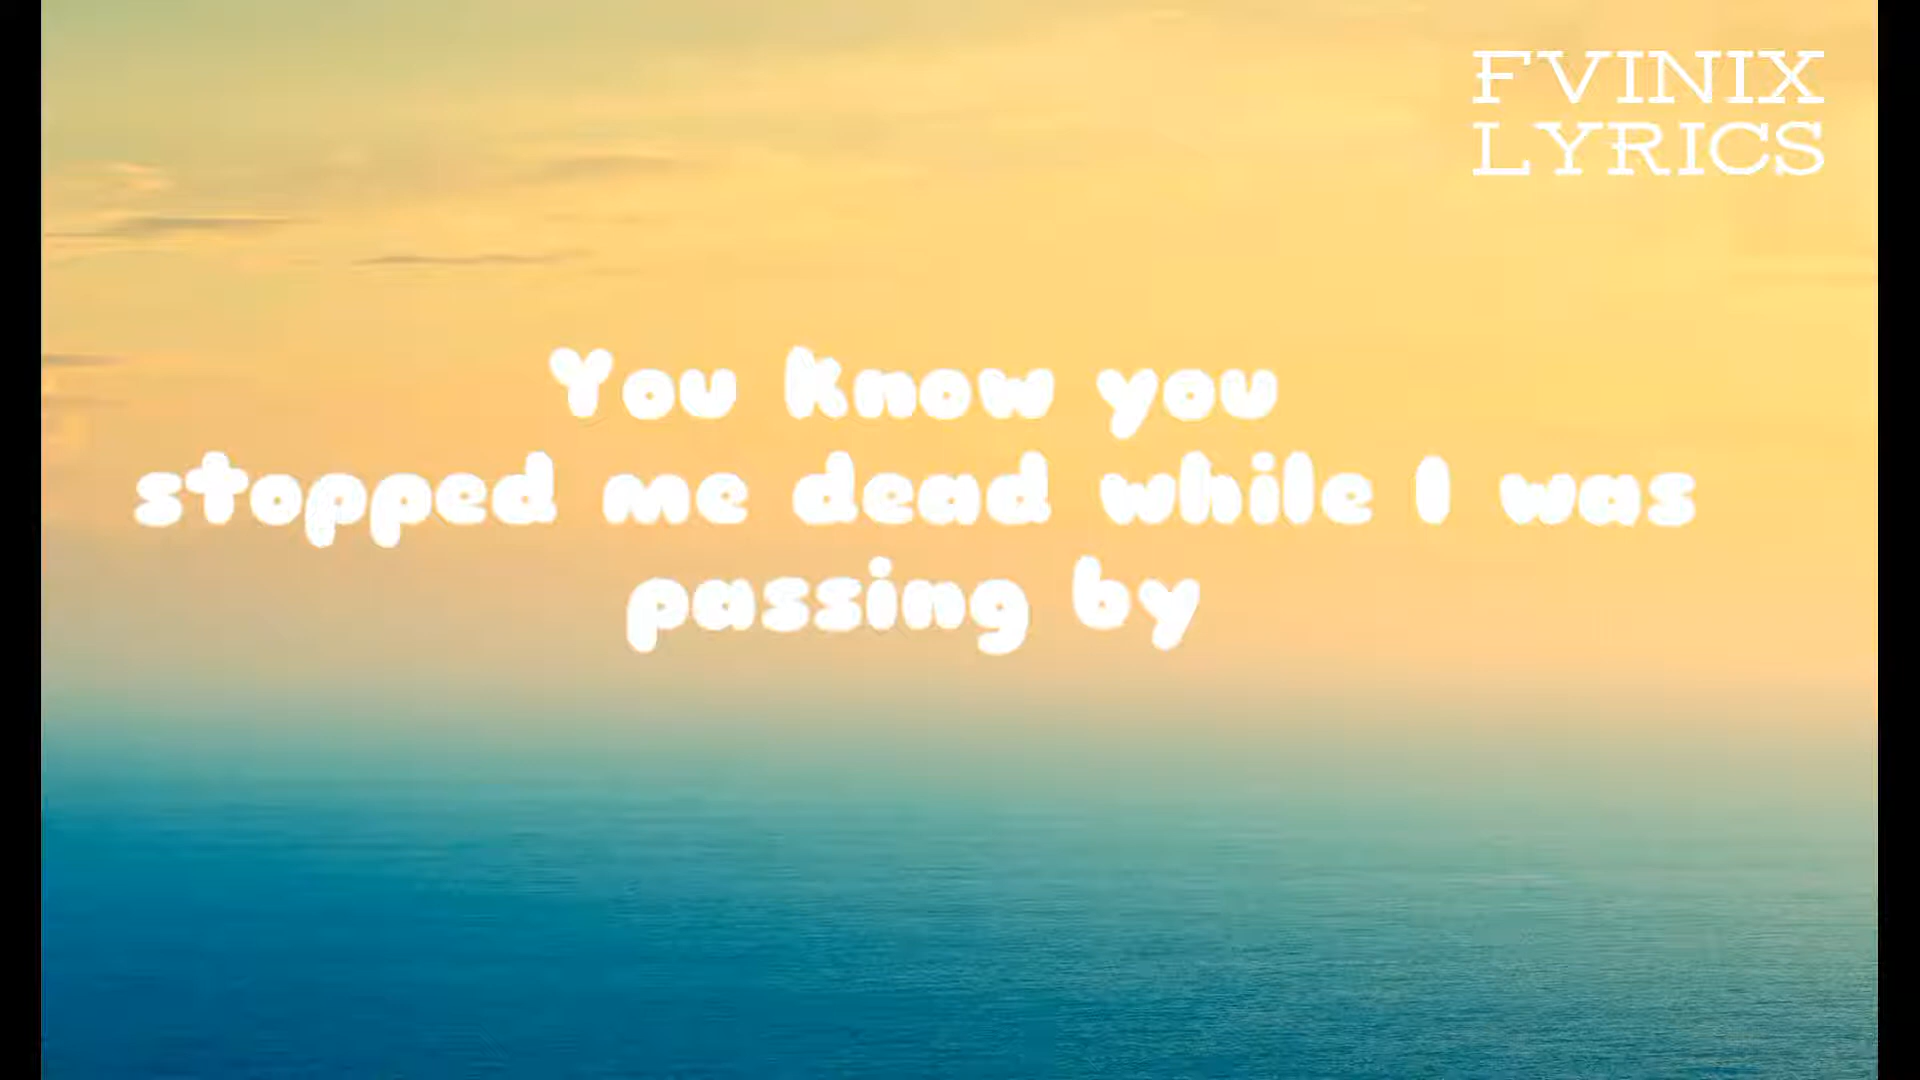 FVINIX
LYRICS
You Know you
stopped me dead while I was
passing by